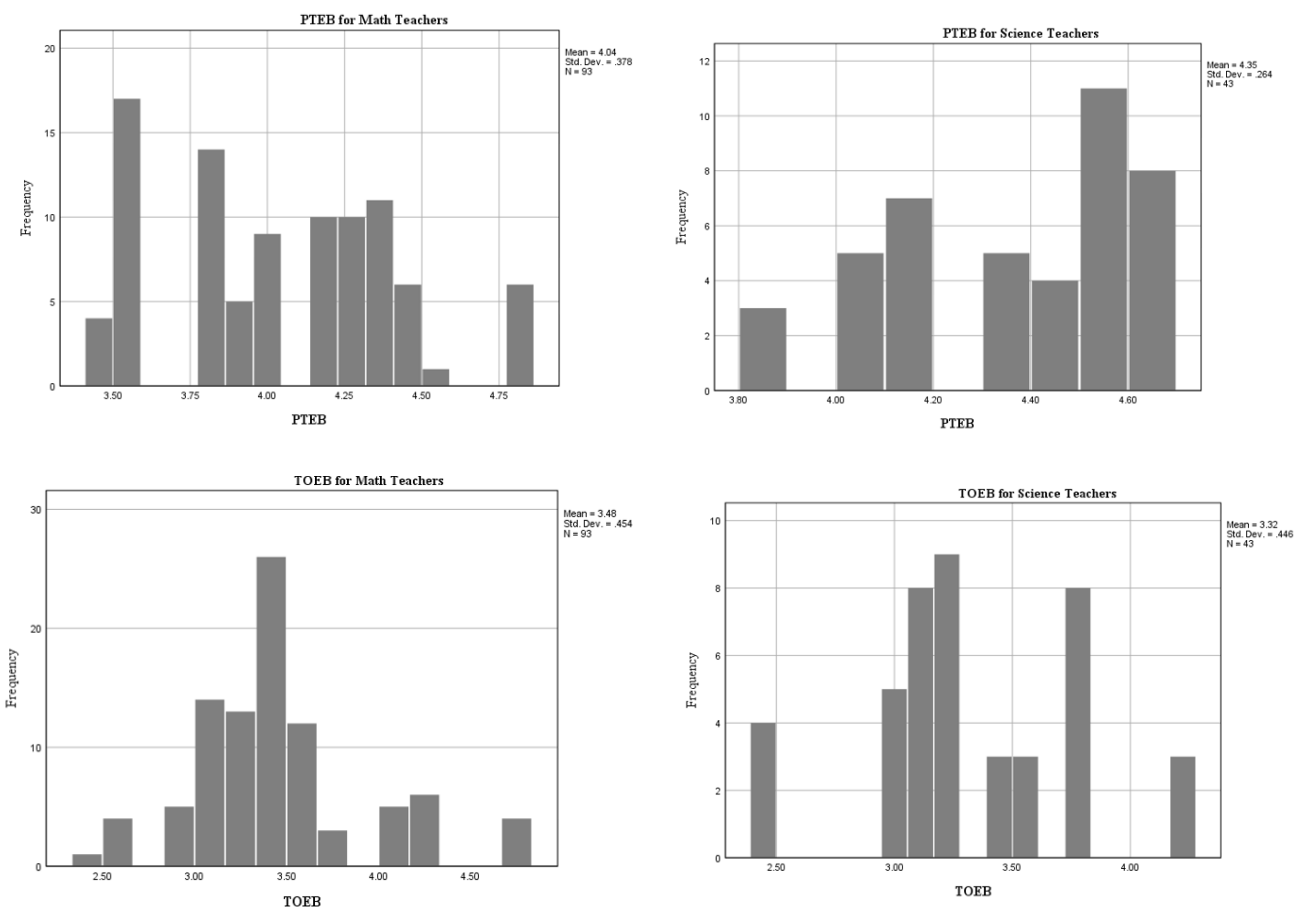 PTEB for Math Teachers
Mean = 4.04
Std. Dev. = .378
N = 93
20
15
10
5
0
Frequency
3.50 3.75 4.00 4.25 4.50 4.75
PTEB
PTEB for Science Teachers
Mean = 4.35
Std. Dev. = .264
N = 43
12
10
8
6
4
2
0
Frequency
3.80 4.00 4.20 4.40 4.60
PTEB
TOEB for Math Teachers
Mean = 3.48
Std. Dev. = .454
N = 93
30
20
10
0
Frequency
2.50 3.00 3.50 4.00 4.50
TOEB
TOEB for Science Teachers
Mean = 3.32
Std. Dev. = .446
N = 43
10
8
6
4
2
0
Frequency
2.50 3.00 3.50 4.00
TOEB